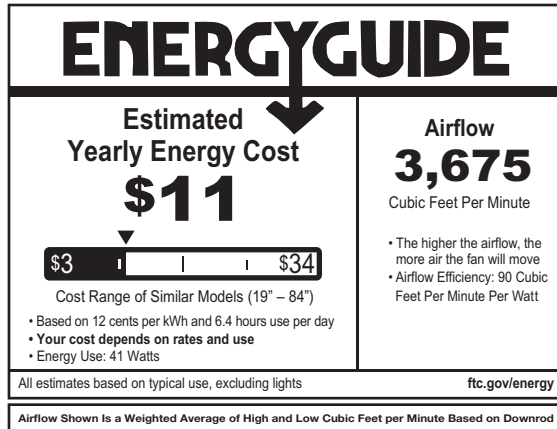 ENERGYGUIDE
Estimated
Yearly Energy Cost
$11
$3 $34
Cost Range of Similar Models (19” – 84”)
• Based on 12 cents per kWh and 6.4 hours use per day
• Your cost depends on rates and use
• Energy Use: 41 Watts
Airflow
3,675
Cubic Feet Per Minute
• The higher the airflow, the
more air the fan will move
• Airflow Efficiency: 90 Cubic
Feet Per Minute Per Watt
All estimates based on typical use, excluding lights
ftc.gov/energy
Airflow Shown Is a Weighted Average of High and Low Cubic Feet per Minute Based on Downrod